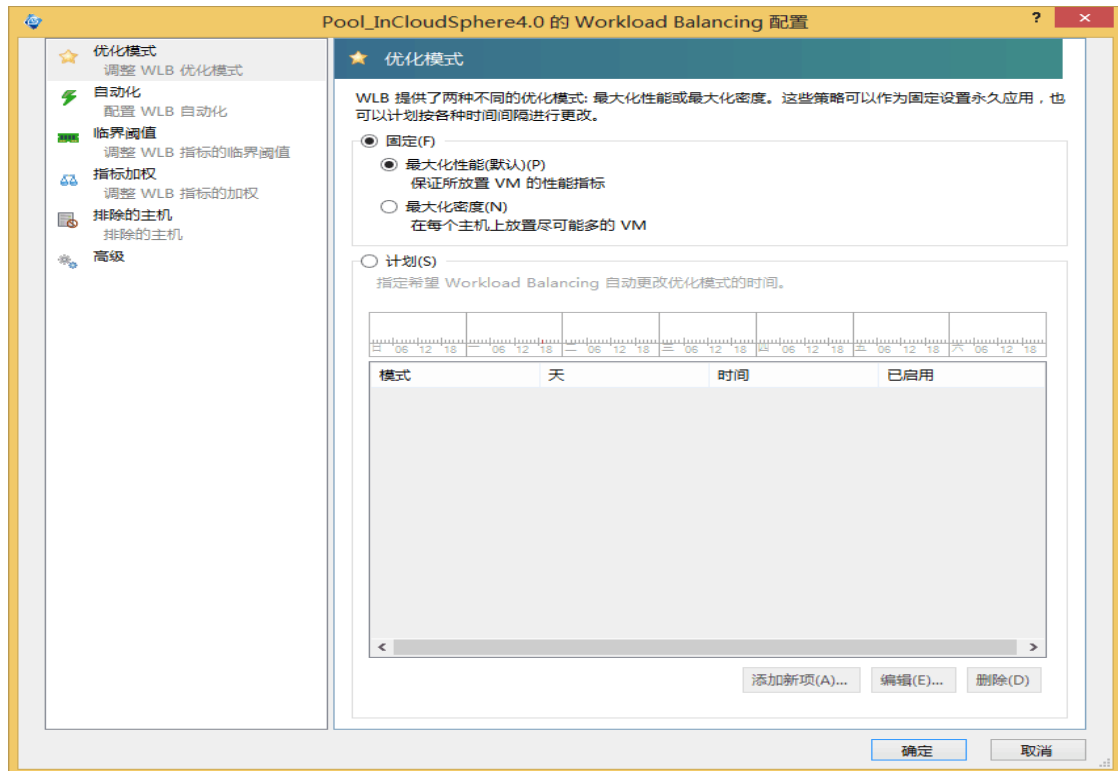 Pool_InCloudSphere4.0 的 Workload Balancing 配置
?
优化模式
调整 WLB 优化模式
自动化
配置 WLB 自动化
临界阈值
调整 WLB 指标的临界阈值
指标加权
调整 WLB 指标的加权
排除的主机
排除的主机
高级
优化模式
WLB 提供了两种不同的优化模式: 最大化性能或最大化密度。这些策略可以作为固定设置永久应用，也
可以计划按各种时间间隔进行更改。
固定(F)
最大化性能(默认)(P)
保证所放置 VM 的性能指标
最大化密度(N)
在每个主机上放置尽可能多的 VM
计划(S)
指定希望 Workload Balancing 自动更改优化模式的时间。
日 06 12 18 一 06 12 18 二 06 12 18 三 06 12 18 四 06 12 18 五 06 12 18 六 06 12 18
模式 天 时间 已启用
添加新项(A)... 编辑(E)... 删除(D)
确定 取消